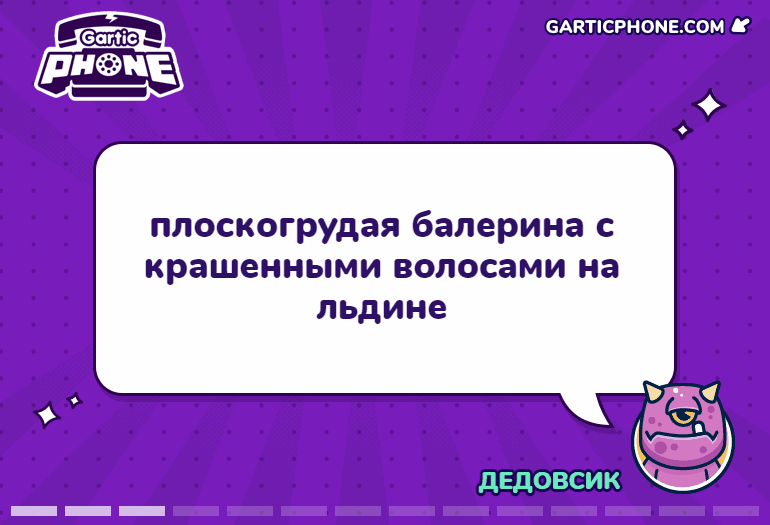 Gartic
PHONE
GARTICPHONE.COM
плоскогрудая балерина с
крашенными волосами на
льдине
ДЕДОВСИК